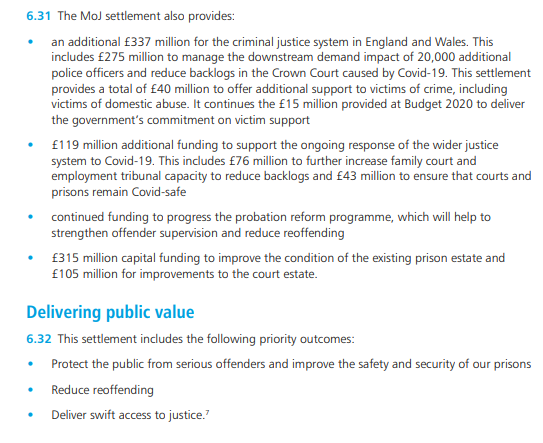 6.31 The MoJ settlement also provides:
• an additional £337 million for the criminal justice system in England and Wales. This
includes £275 million to manage the downstream demand impact of 20,000 additional
police officers and reduce backlogs in the Crown Court caused by Covid-19. This settlement
provides a total of £40 million to offer additional support to victims of crime, including
victims of domestic abuse. It continues the £15 million provided at Budget 2020 to deliver
the government's commitment on victim support
• £119 million additional funding to support the ongoing response of the wider justice
system to Covid-19. This includes £76 million to further increase family court and
employment tribunal capacity to reduce backlogs and £43 million to ensure that courts and
prisons remain Covid-safe
• continued funding to progress the probation reform programme, which will help to
strengthen offender supervision and reduce reoffending
• £315 million capital funding to improve the condition of the existing prison estate and
£105 million for improvements to the court estate.
Delivering public value
6.32 This settlement includes the following priority outcomes:
• Protect the public from serious offenders and improve the safety and security of our prisons
• Reduce reoffending
• Deliver swift access to justice.⁷